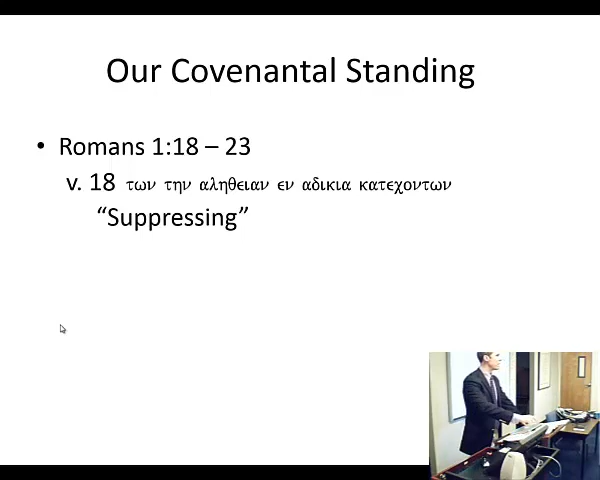 Our Covenantal Standing
• Romans 1:18 – 23
v. 18 των την αληθειαν εν αδικια κατεχοντων
“Suppressing”